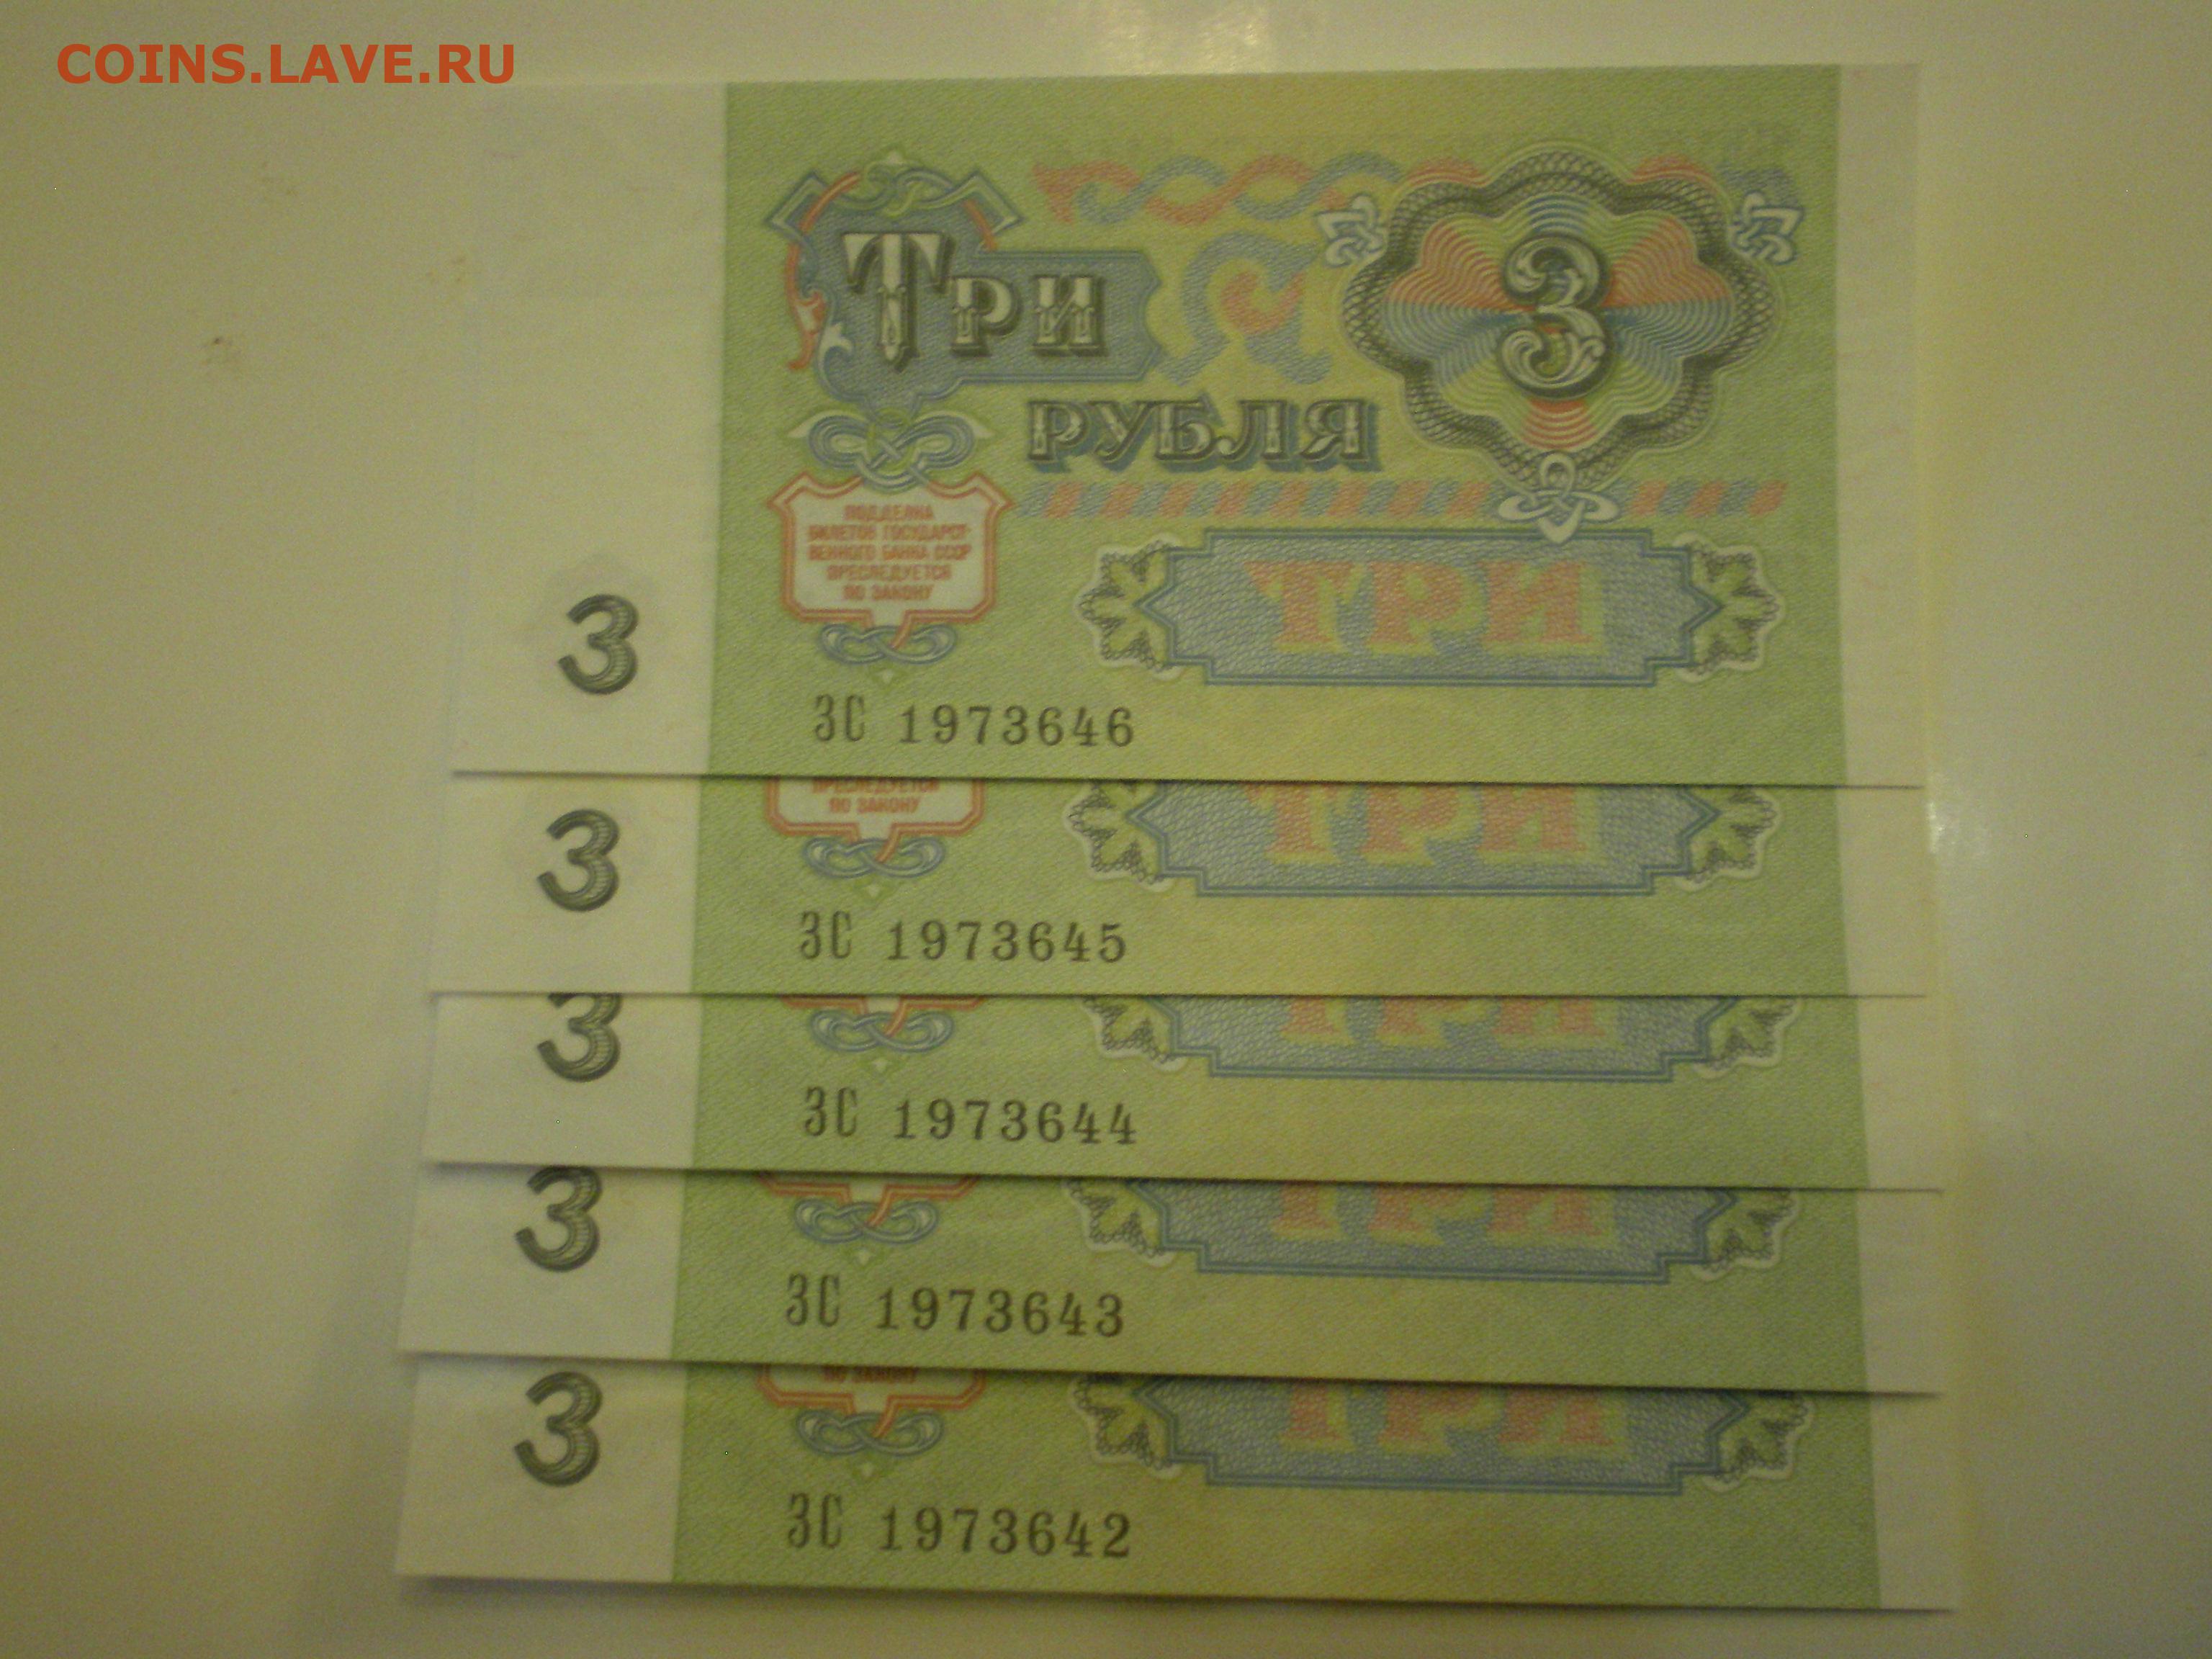 COINS.LAVE.RU
ТРИ
3
РУБЛЯ
ПОДДЕЛКА
БИЛЕТОВ ГОСУДАРСТ-
ВЕННОГО БАНКА СССР
ПРЕСЛЕДУЕТСЯ
ПО ЗАКОНУ
ТРИ
3
ЗС 1973646
ПРЕСЛЕДУЕТСЯ
ПО ЗАКОНУ
ТРИ
3
ЗС 1973645
ТРИ
3
ЗС 1973644
ТРИ
3
ЗС 1973643
ПО ЗАКОНУ
ТРИ
3
ЗС 1973642